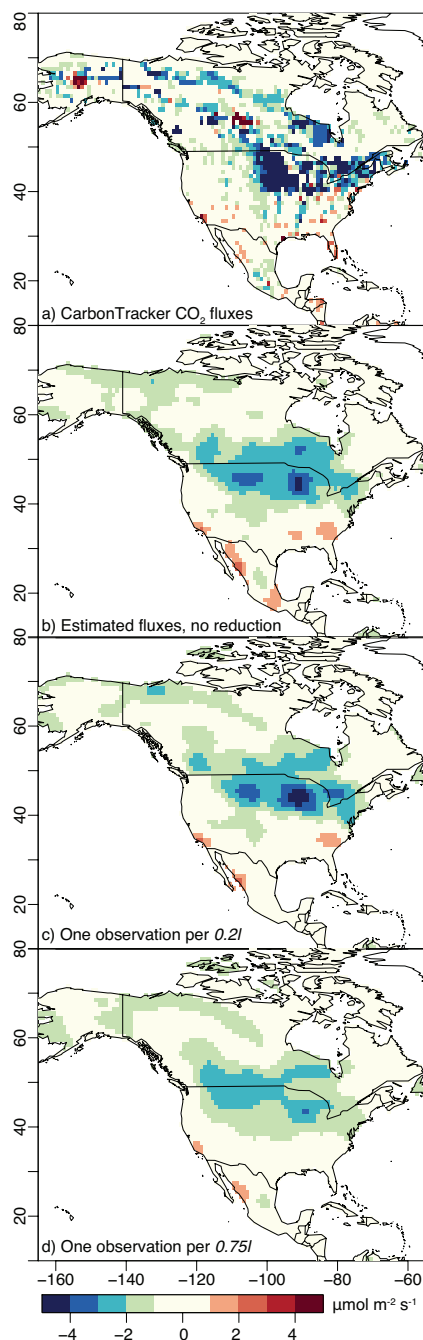 80
60
40
20
a) CarbonTracker CO₂ fluxes
80
60
40
20
b) Estimated fluxes, no reduction
80
60
40
20
c) One observation per 0.2l
80
60
40
20
d) One observation per 0.75l
−160 −140 −120 −100 −80 −60
−4 −2 0 2 4 μmol m⁻² s⁻¹